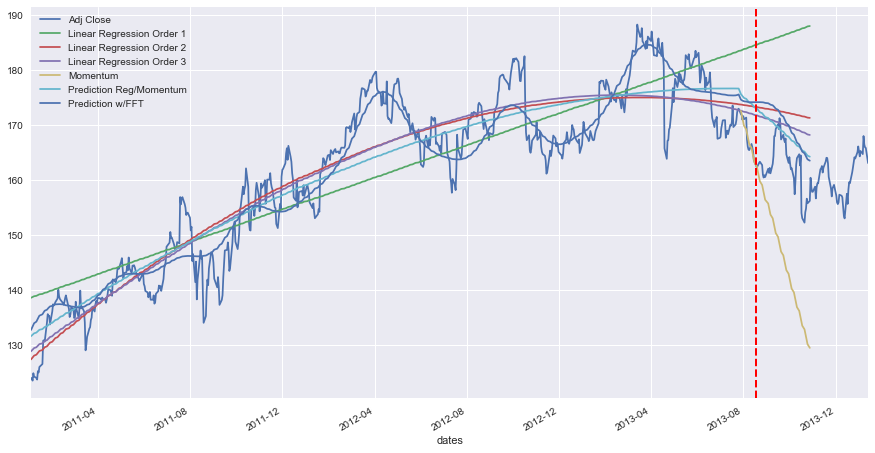 190
180
170
160
150
140
130
Adj Close
Linear Regression Order 1
Linear Regression Order 2
Linear Regression Order 3
Momentum
Prediction Reg/Momentum
Prediction w/FFT
2011-04
2011-08
2011-12
2012-04
2012-08
2012-12
2013-04
2013-08
2013-12
dates